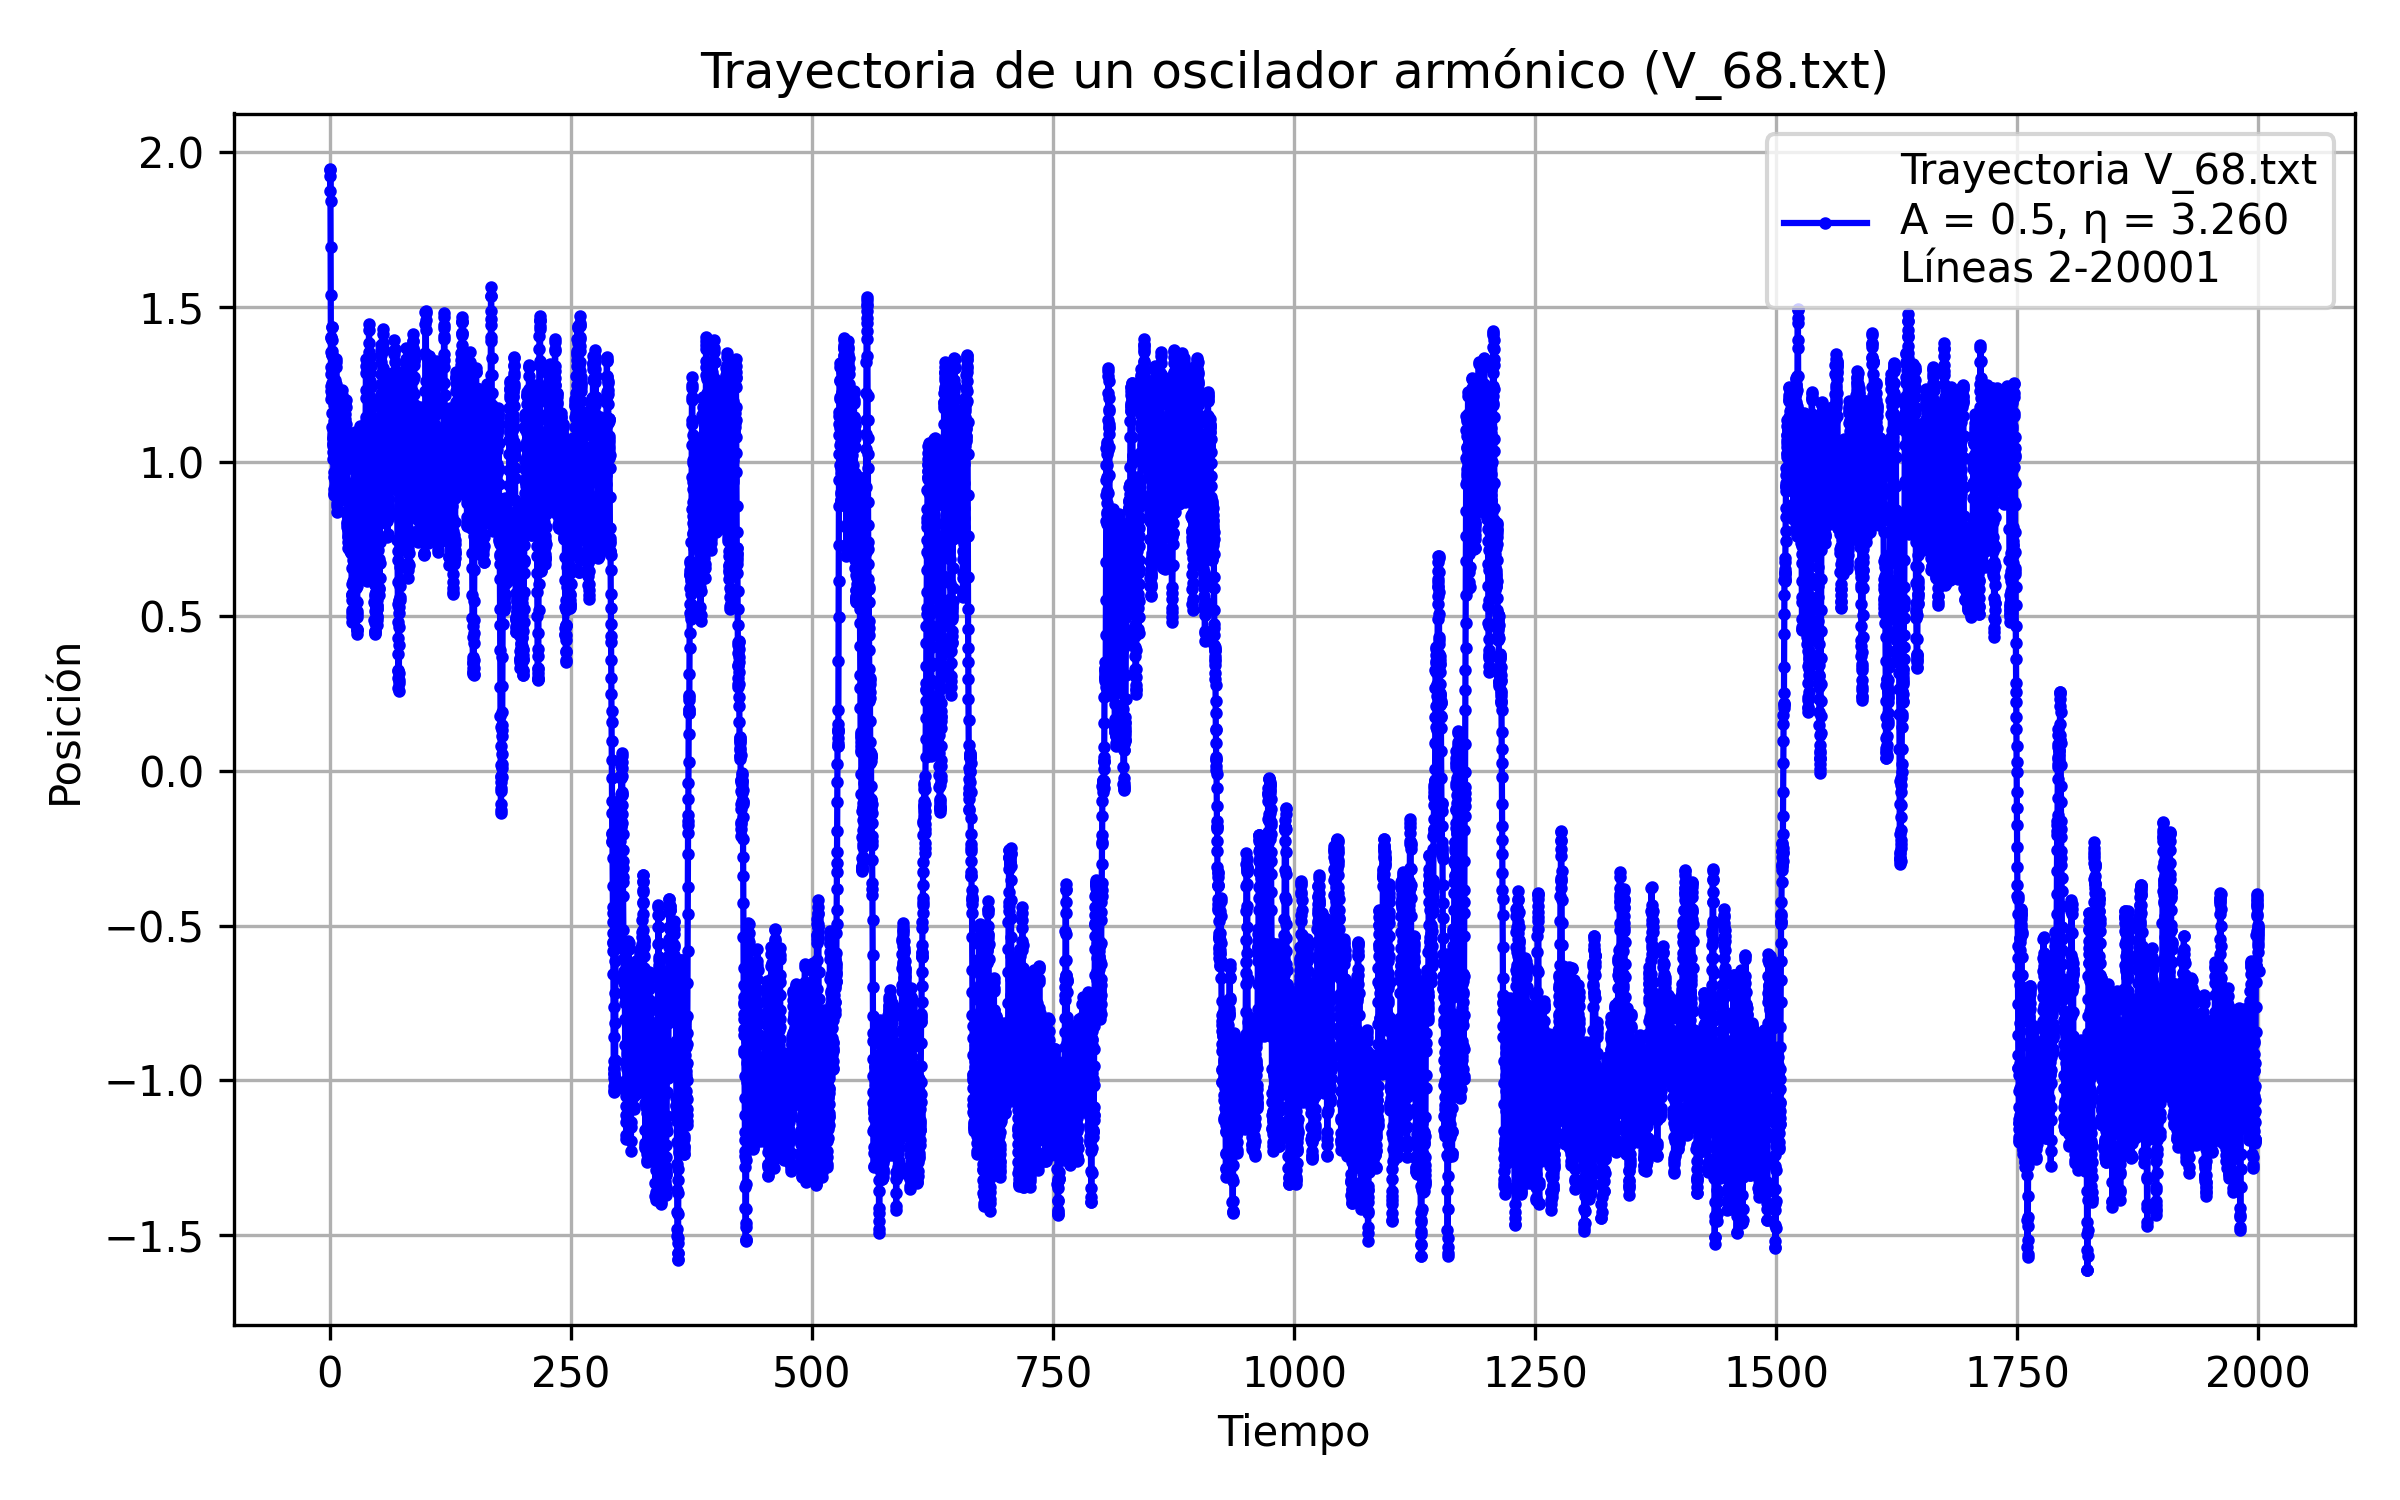 Trayectoria de un oscilador armónico (V_68.txt)
Trayectoria V_68.txt
A = 0.5, η = 3.260
Líneas 2-20001
Posición
2.0
1.5
1.0
0.5
0.0
−0.5
−1.0
−1.5
0 250 500 750 1000 1250 1500 1750 2000
Tiempo